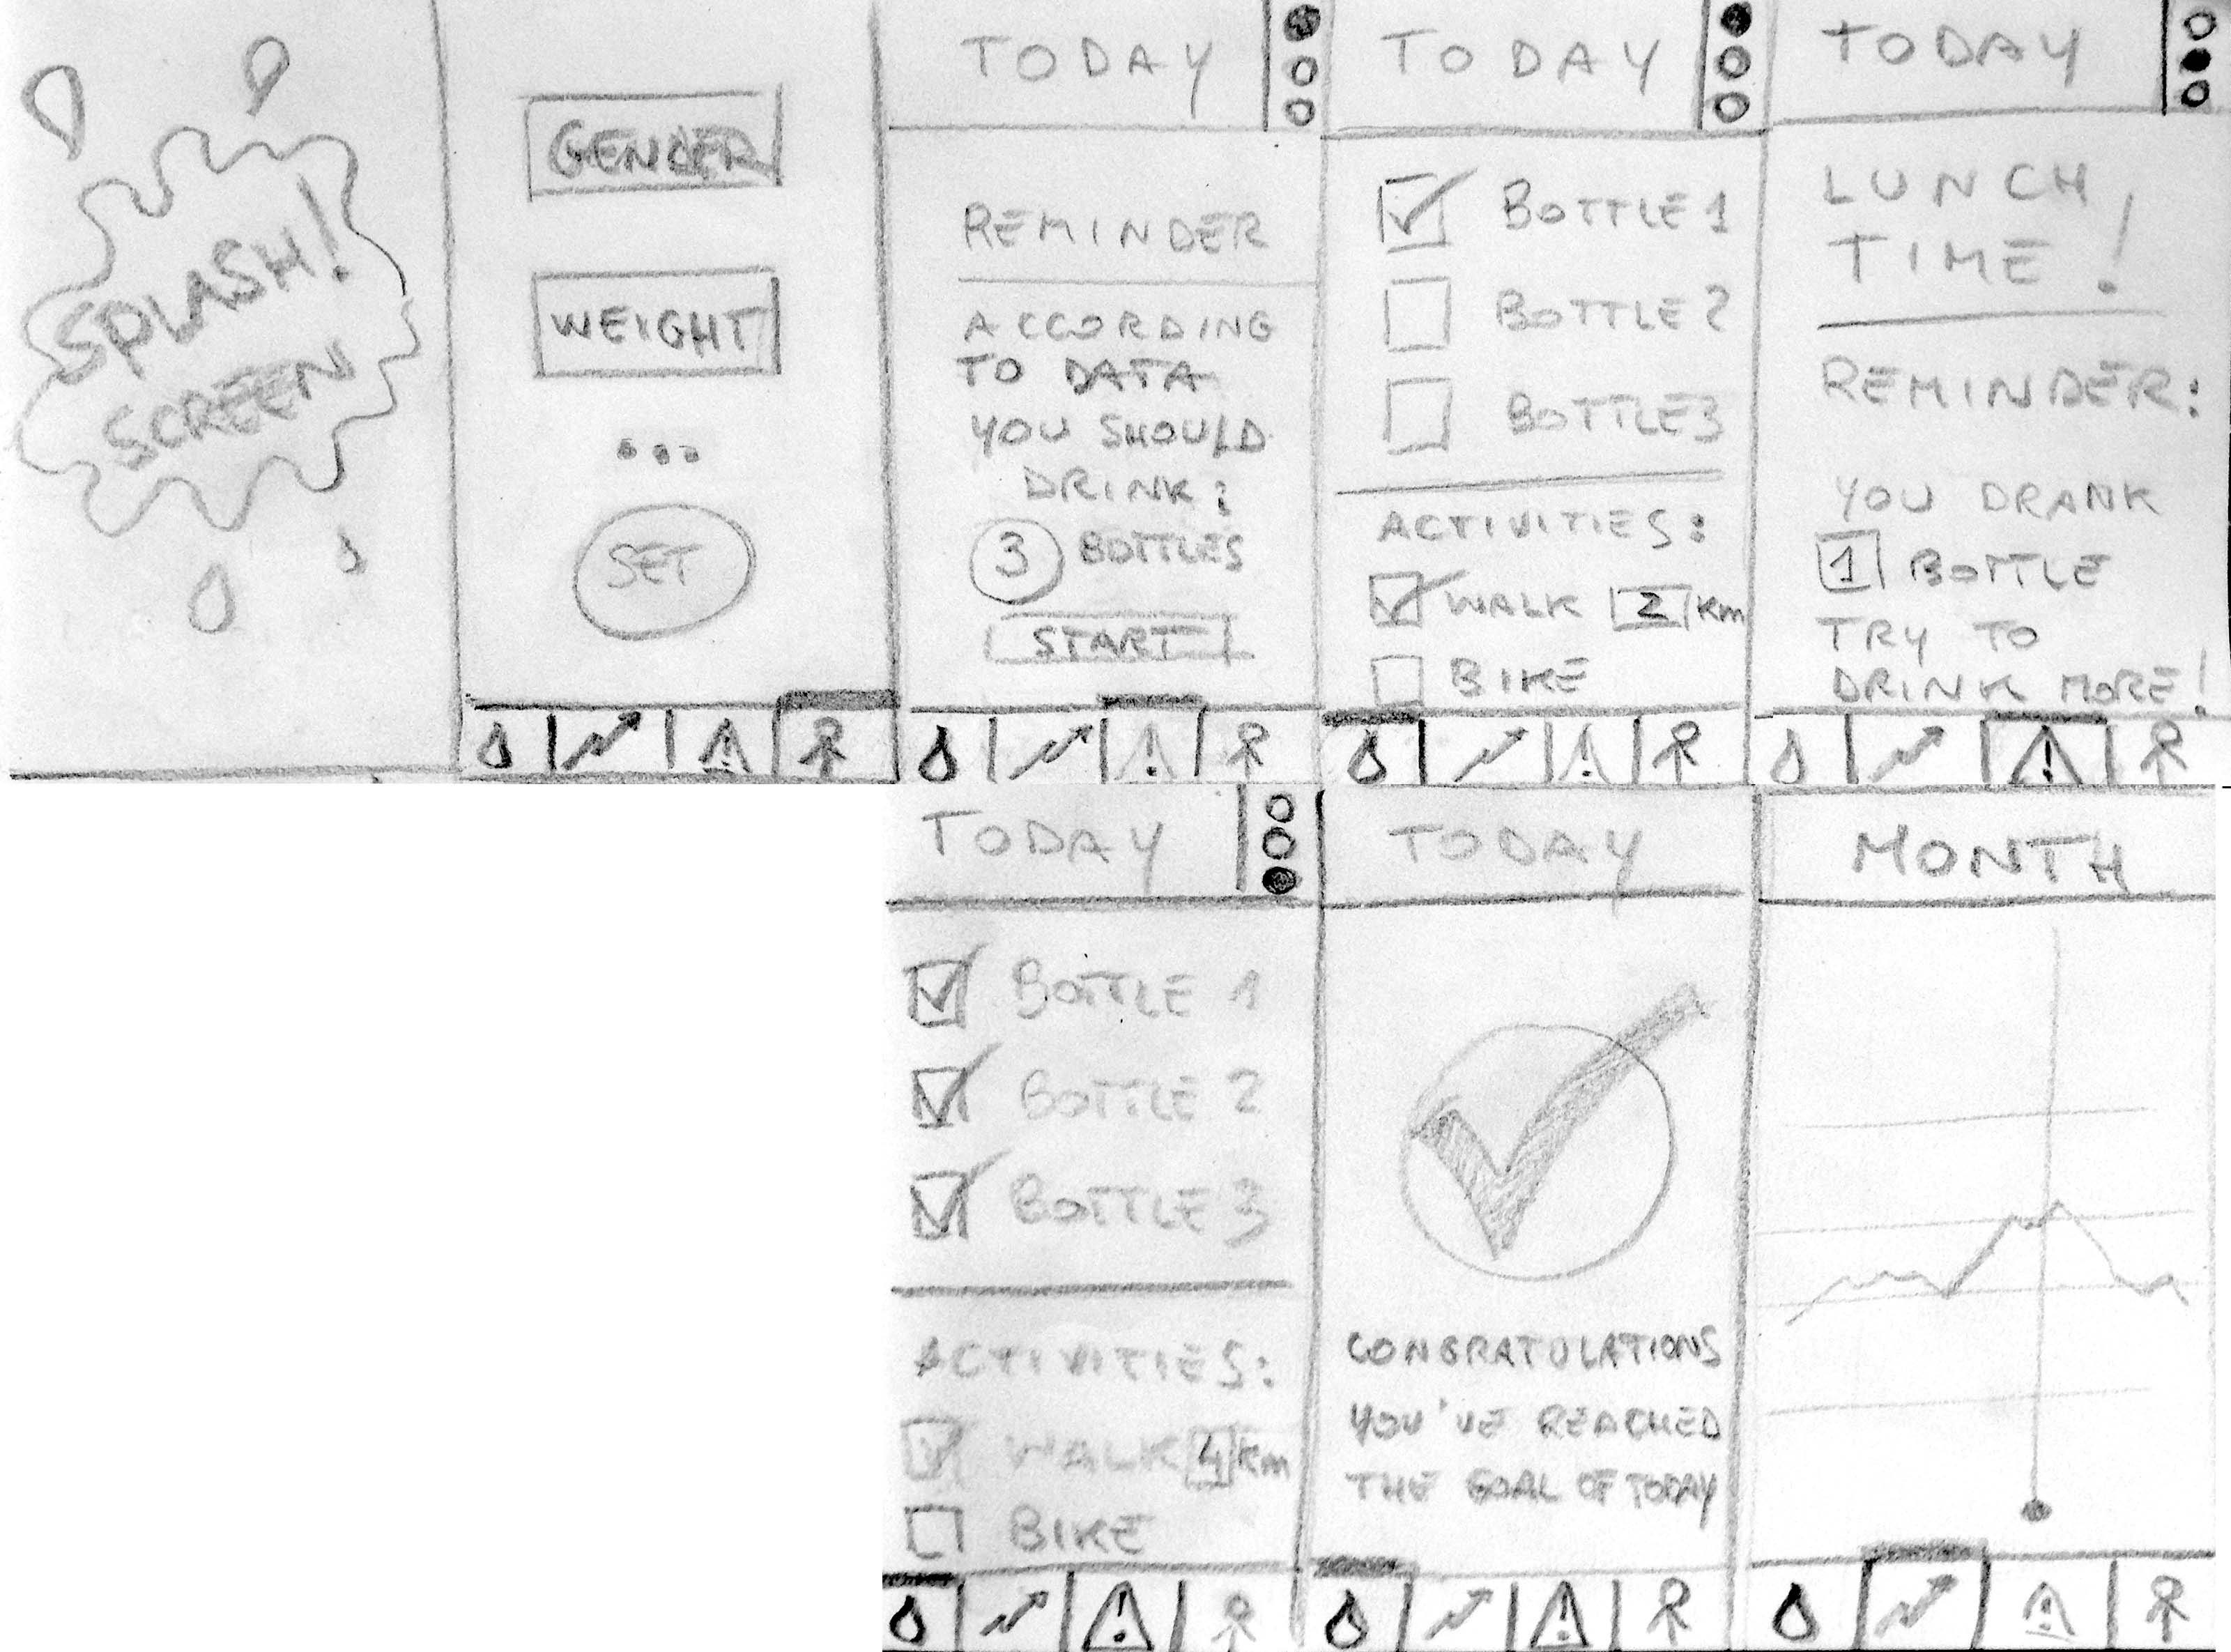 SPLASH!
SCREEN
GENDER
WEIGHT
...
SET
TODAY
REMINDER
ACCORDING
TO DATA
YOU SHOULD
DRINK:
3 BOTTLES
START
TODAY
BOTTLE 1
BOTTLE 2
BOTTLE 3
ACTIVITIES:
WALK 2 km
BIKE
TODAY
LUNCH
TIME!
REMINDER:
YOU DRANK
1 BOTTLE
TRY TO
DRINK MORE!
TODAY
BOTTLE 1
BOTTLE 2
BOTTLE 3
ACTIVITIES:
WALK 4 km
BIKE
TODAY
CONGRATULATIONS
YOU'VE REACHED
THE GOAL OF TODAY
MONTH